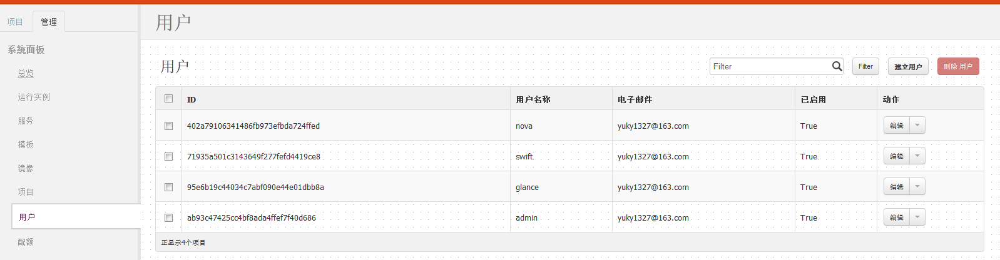 项目 管理
用户
系统面板
总览
运行实例
服务
模板
镜像
项目
用户
配额
用户
Filter Filter 建立用户 刪除 用户
ID 用户名称 电子邮件 已启用 动作
402a79106341486fb973efbda724ffed nova yuky1327@163.com True 编辑
71935a501c3143649f277fefd4419ce8 swift yuky1327@163.com True 编辑
95e6b19c44034c7abf090e44e01dbb8a glance yuky1327@163.com True 编辑
ab93c47425cc4bf8ada4ffef7f40d686 admin yuky1327@163.com True 编辑
正显示4个项目